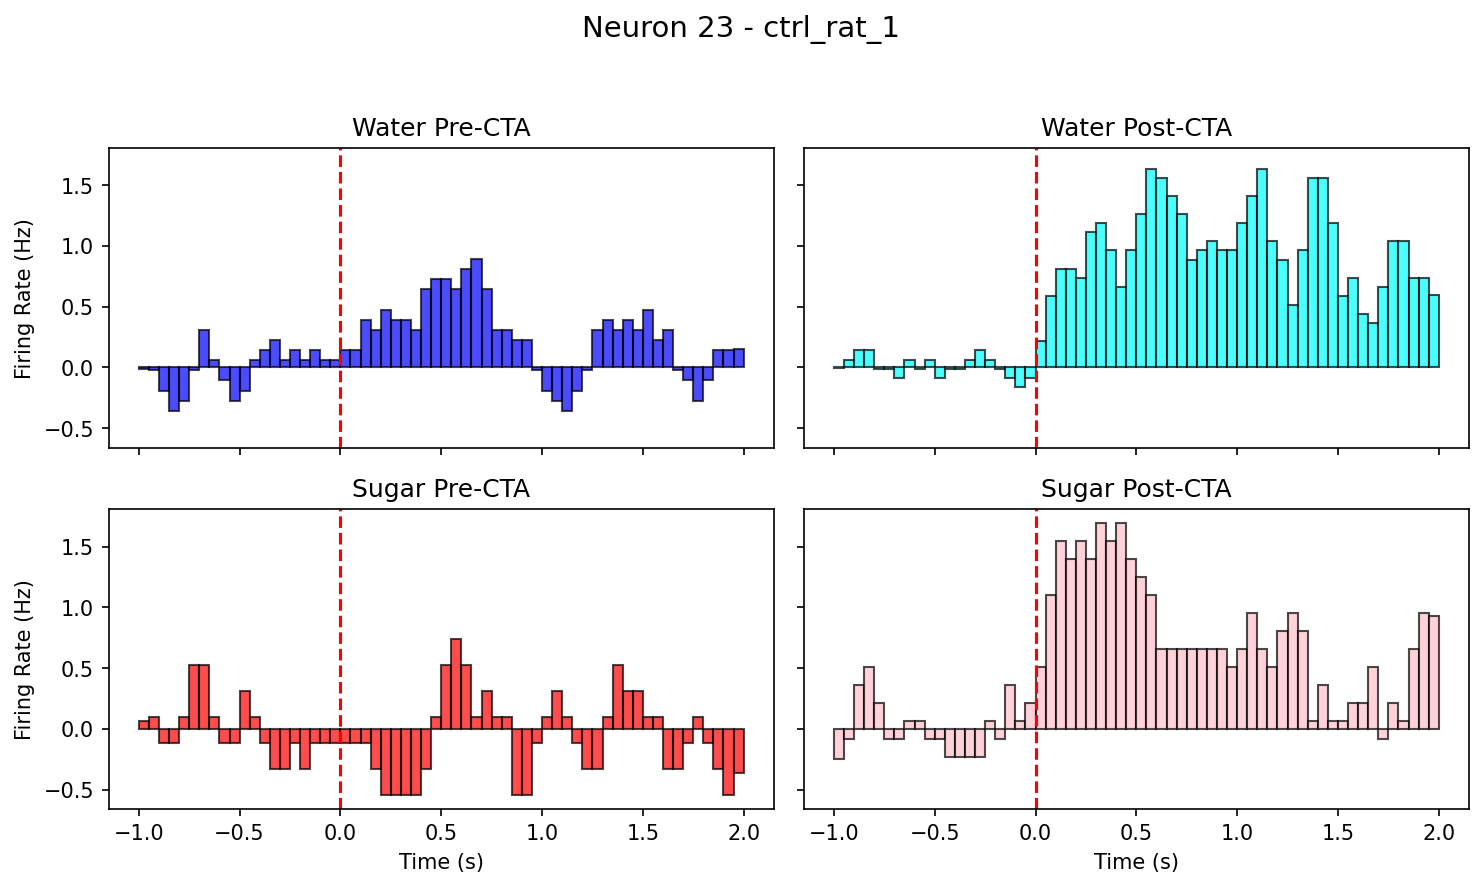 Neuron 23 - ctrl_rat_1
Water Pre-CTA
Water Post-CTA
Firing Rate (Hz)
1.5
1.0
0.5
0.0
−0.5
Sugar Pre-CTA
Sugar Post-CTA
Firing Rate (Hz)
1.5
1.0
0.5
0.0
−0.5
−1.0 −0.5 0.0 0.5 1.0 1.5 2.0
−1.0 −0.5 0.0 0.5 1.0 1.5 2.0
Time (s)
Time (s)